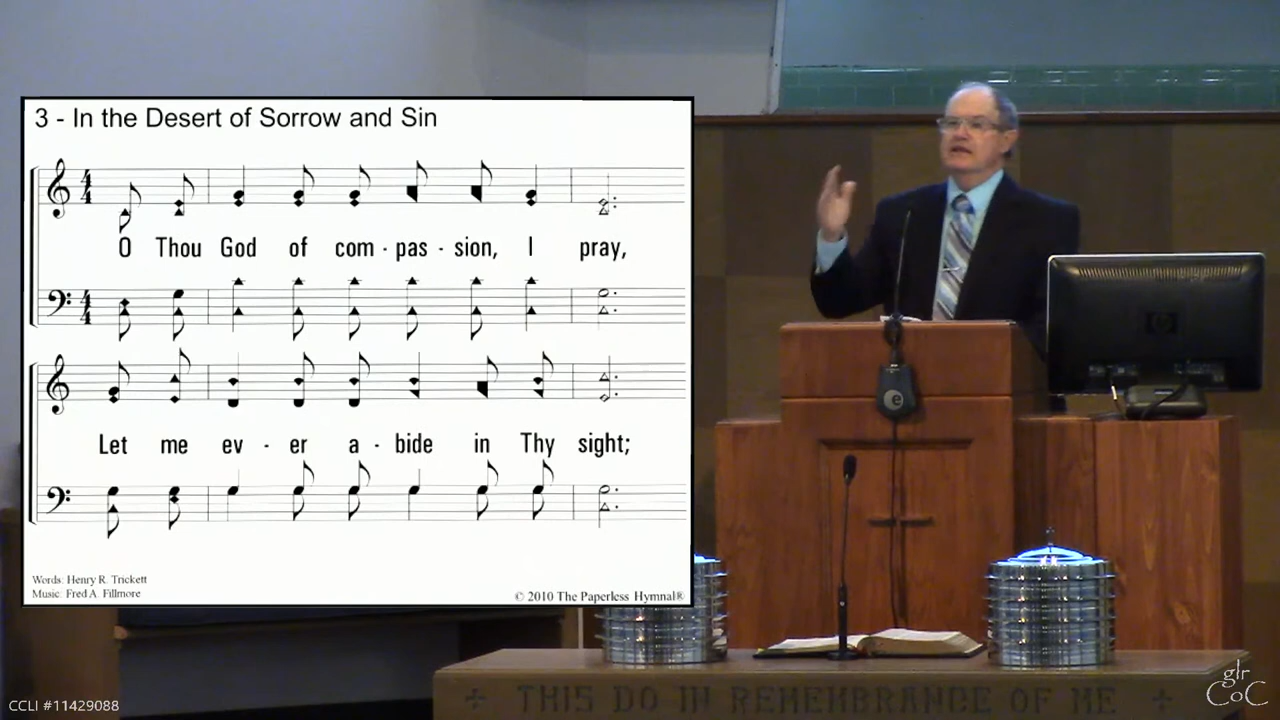 3 - In the Desert of Sorrow and Sin
O Thou God of com - pas - sion, I pray,
Let me ev - er a - bide in Thy sight;
Words: Henry R. Trickett
Music: Fred A. Fillmore
© 2010 The Paperless Hymnal®
THIS DO IN REMEMBRANCE OF ME
CCLI #11429088
glr
CoC